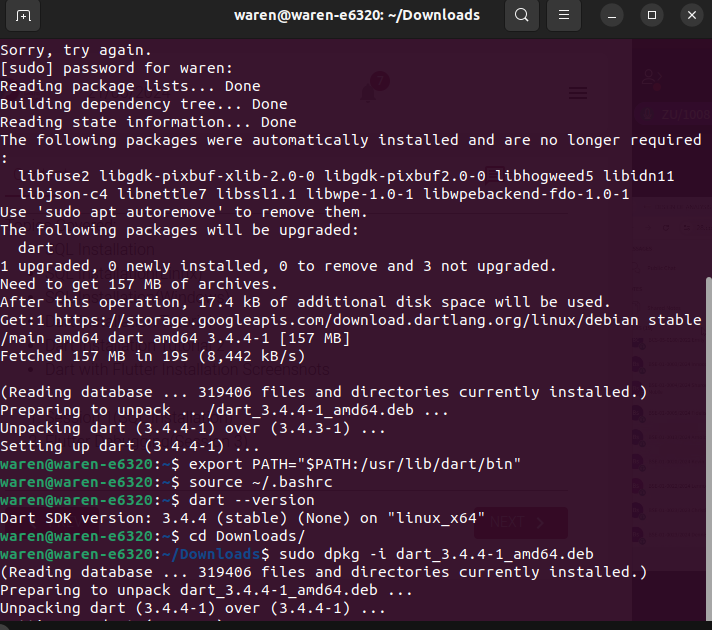 waren@waren-e6320: ~/Downloads
Sorry, try again.
[sudo] password for waren:
Reading package lists... Done
Building dependency tree... Done
Reading state information... Done
The following packages were automatically installed and are no longer required
:
  libfuse2 libgdk-pixbuf-xlib-2.0-0 libgdk-pixbuf2.0-0 libhogweed5 libidn11
  libjson-c4 libnettle7 libssl1.1 libwpe-1.0-1 libwpebackend-fdo-1.0-1
Use 'sudo apt autoremove' to remove them.
The following packages will be upgraded:
  dart
1 upgraded, 0 newly installed, 0 to remove and 3 not upgraded.
Need to get 157 MB of archives.
After this operation, 17.4 kB of additional disk space will be used.
Get:1 https://storage.googleapis.com/download.dartlang.org/linux/debian stable
/main amd64 dart amd64 3.4.4-1 [157 MB]
Fetched 157 MB in 19s (8,442 kB/s)
Dart with Flutter Installation Screenshots
(Reading database ... 319406 files and directories currently installed.)
Preparing to unpack .../dart_3.4.4-1_amd64.deb ...
Unpacking dart (3.4.4-1) over (3.4.3-1) ...
Setting up dart (3.4.4-1) ...
waren@waren-e6320:~$ export PATH="$PATH:/usr/lib/dart/bin"
waren@waren-e6320:~$ source ~/.bashrc
waren@waren-e6320:~$ dart --version
Dart SDK version: 3.4.4 (stable) (None) on "linux_x64"
NEXT
waren@waren-e6320:~$ cd Downloads/
waren@waren-e6320:~/Downloads$ sudo dpkg -i dart_3.4.4-1_amd64.deb
(Reading database ... 319406 files and directories currently installed.)
Preparing to unpack dart_3.4.4-1_amd64.deb ...
Unpacking dart (3.4.4-1) over (3.4.4-1) ...